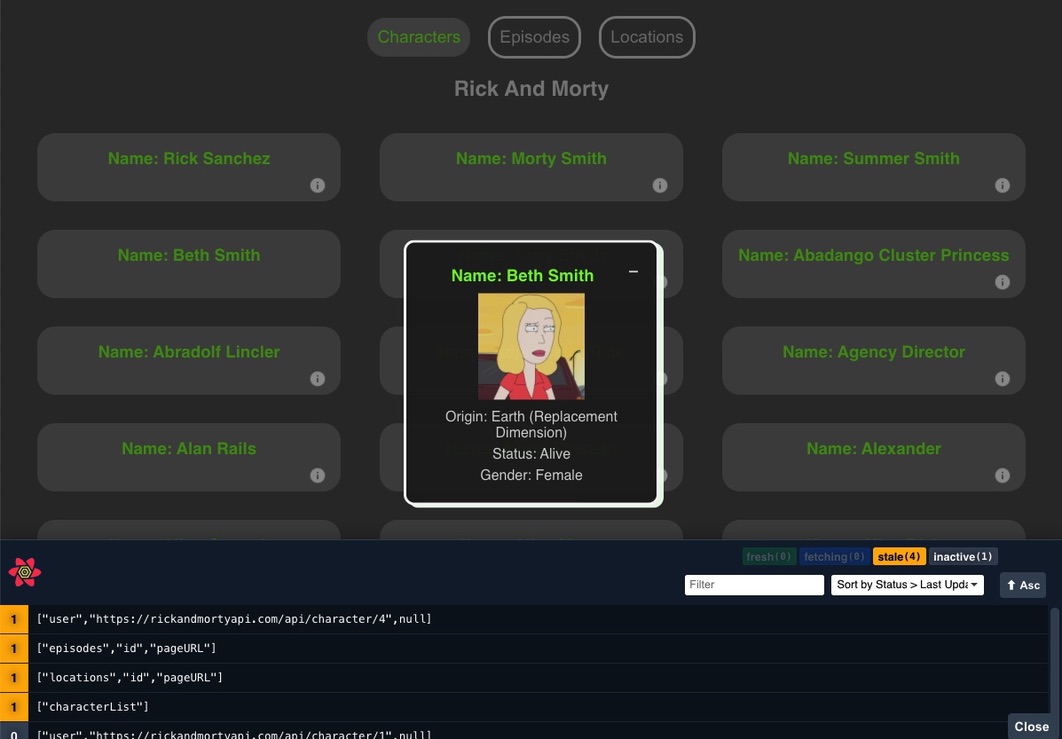 Characters
Episodes
Locations
Rick And Morty
Name: Rick Sanchez
Name: Morty Smith
Name: Summer Smith
Name: Beth Smith
Name: Abadango Cluster Princess
Name: Beth Smith
–
Origin: Earth (Replacement
Dimension)
Status: Alive
Gender: Female
Name: Abradolf Lincler
Name: Agency Director
Name: Alan Rails
Name: Alexander
fresh(0) fetching(0) stale(4) inactive(1)
Filter
Sort by Status > Last Upda
⬆ Asc
1 ["user","https://rickandmortyapi.com/api/character/4",null]
1 ["episodes","id","pageURL"]
1 ["locations","id","pageURL"]
1 ["characterList"]
0 ["user","https://rickandmortyapi.com/api/character/1",null]
Close